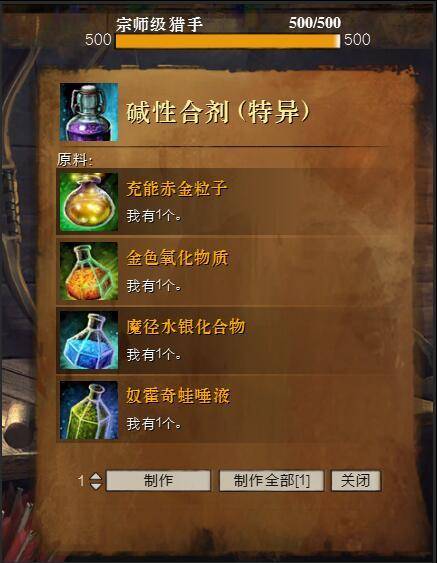 宗师级猎手 500/500
500 500
碱性合剂(特异)
原料:
充能赤金粒子
我有1个。
金色氧化物质
我有1个。
魔径水银化合物
我有1个。
奴霍奇蛙唾液
我有1个。
1 制作 制作全部[1] 关闭